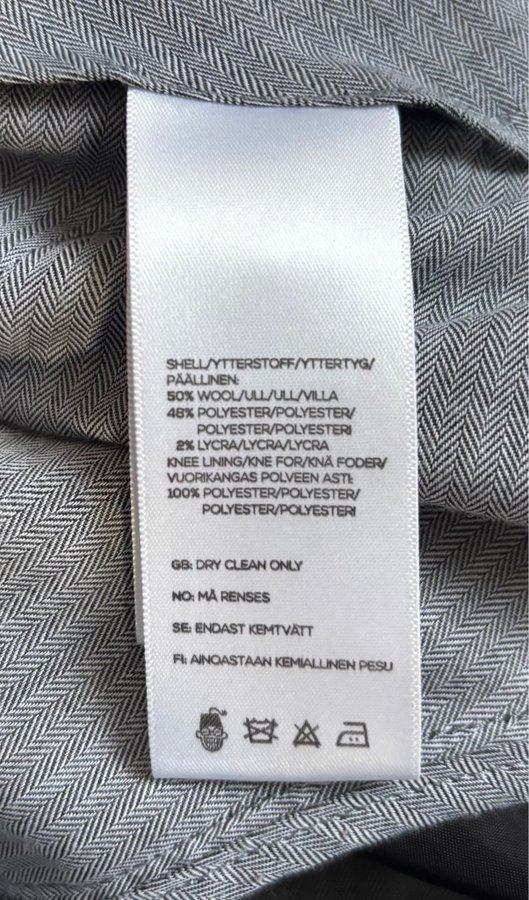 SHELL/YTTERSTOFF/YTTERTYG/
PÄÄLLINEN:
50% WOOL/ULL/ULL/VILLA
48% POLYESTER/POLYESTER/
POLYESTER/POLYESTERI
2% LYCRA/LYCRA/LYCRA
KNEE LINING/KNE FOR/KNÄ FODER/
VUORIKANGAS POLVEEN ASTI:
100% POLYESTER/POLYESTER/
POLYESTER/POLYESTERI
GB: DRY CLEAN ONLY
NO: MÅ RENSES
SE: ENDAST KEMTVÄTT
FI: AINOASTAAN KEMIALLINEN PESU